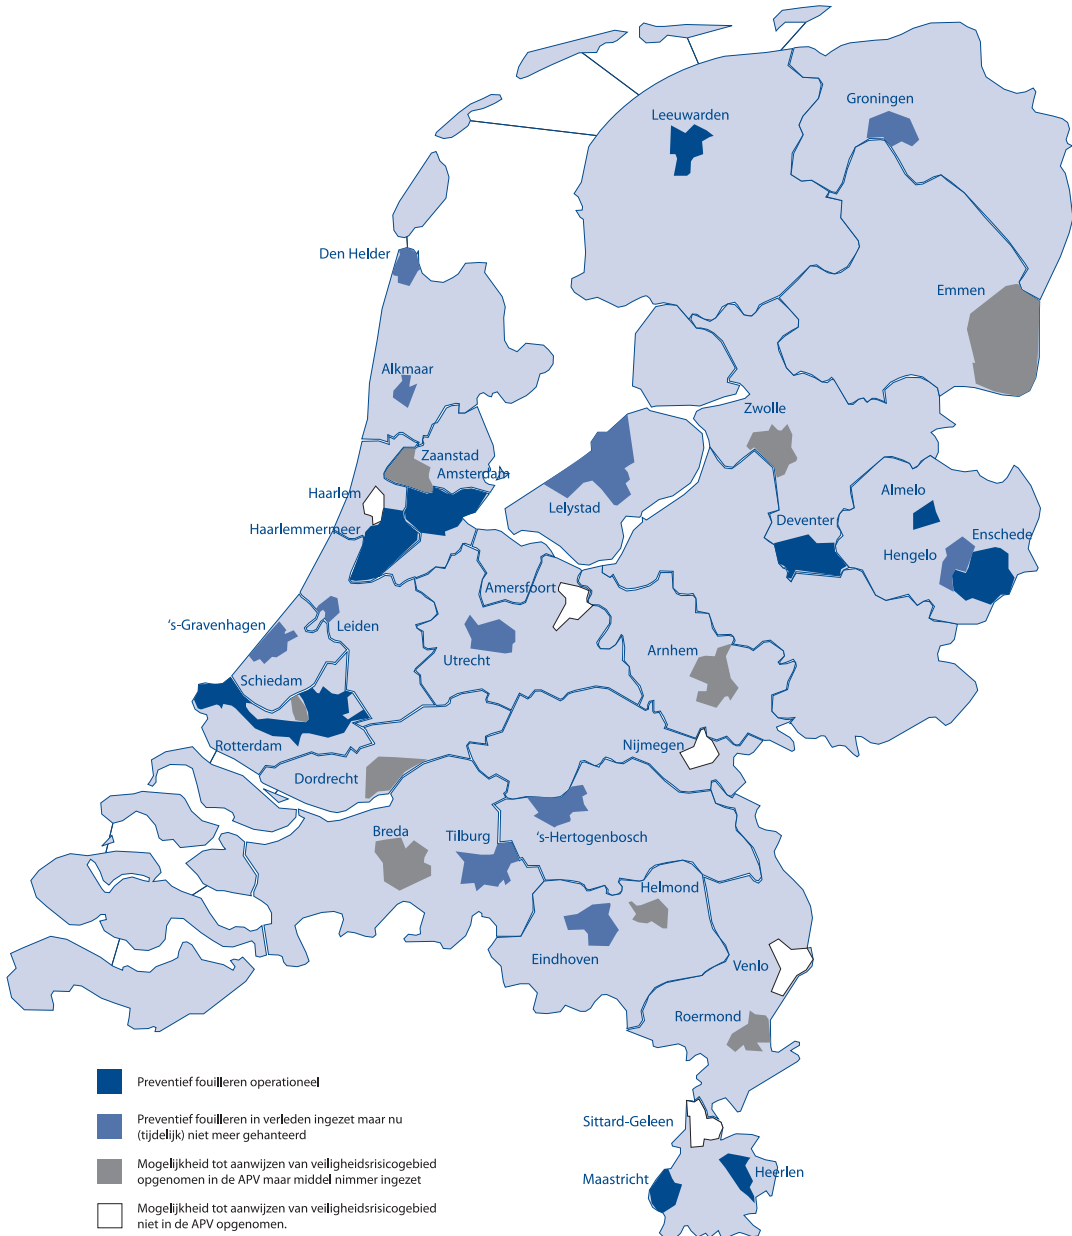 Leeuwarden
Groningen
Den Helder
Emmen
Alkmaar
Zwolle
Zaanstad
Amsterdam
Haarlem
Haarlemmermeer
Lelystad
Almelo
Deventer
Enschede
Hengelo
Amersfoort
's-Gravenhagen
Leiden
Utrecht
Arnhem
Schiedam
Rotterdam
Nijmegen
Dordrecht
Breda
Tilburg
's-Hertogenbosch
Helmond
Eindhoven
Venlo
Roermond
Sittard-Geleen
Maastricht
Heerlen
Preventief fouilleren operationeel
Preventief fouilleren in verleden ingezet maar nu
(tijdelijk) niet meer gehanteerd
Mogelijkheid tot aanwijzen van veiligheidsrisicogebied
opgenomen in de APV maar middel nimmer ingezet
Mogelijkheid tot aanwijzen van veiligheidsrisicogebied
niet in de APV opgenomen.